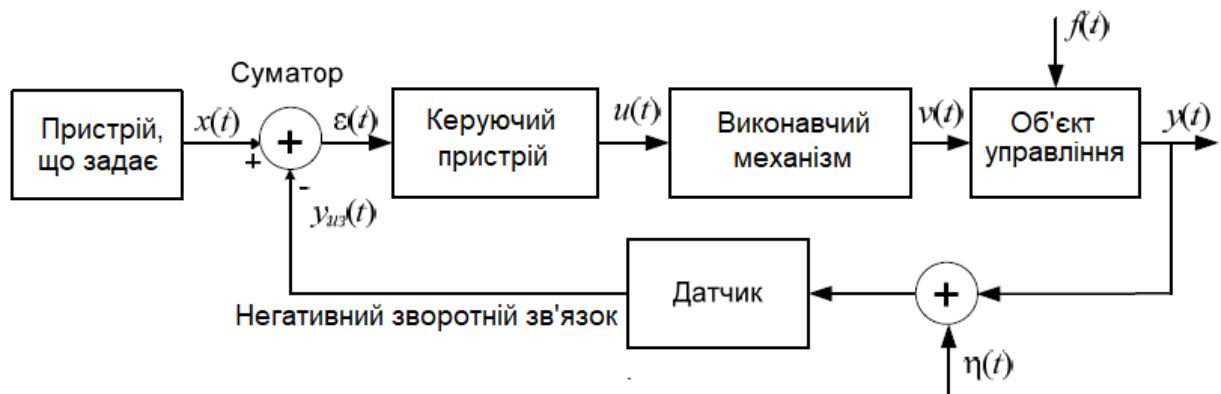 f(t)
Суматор
Пристрій,
що задає
x(t)
+
+
ε(t)
Керуючий
пристрій
u(t)
Виконавчий
механізм
v(t)
Об'єкт
управління
y(t)
-
yиз(t)
Датчик
+
Негативний зворотній зв'язок
η(t)